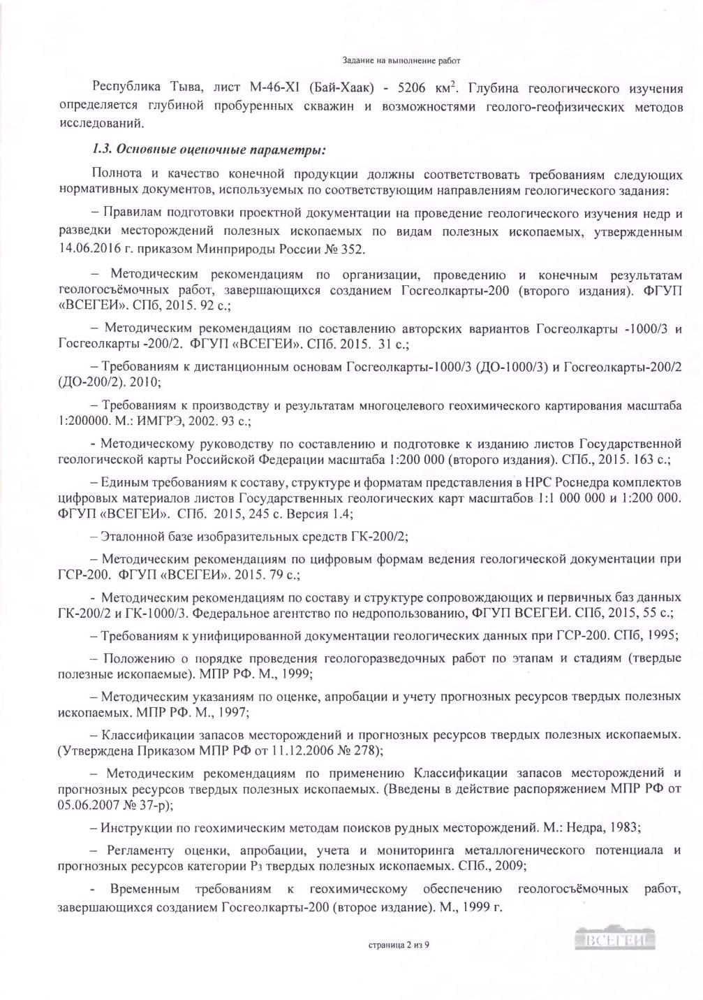 Задание на выполнение работ
Республика Тыва, лист М-46-XI (Бай-Хаак) - 5206 км². Глубина геологического изучения
определяется глубиной пробуренных скважин и возможностями геолого-геофизических методов
исследований.
1.3. Основные оценочные параметры:
Полнота и качество конечной продукции должны соответствовать требованиям следующих
нормативных документов, используемых по соответствующим направлениям геологического задания:
– Правилам подготовки проектной документации на проведение геологического изучения недр и
разведки месторождений полезных ископаемых по видам полезных ископаемых, утвержденным
14.06.2016 г. приказом Минприроды России № 352.
– Методическим рекомендациям по организации, проведению и конечным результатам
геологосъёмочных работ, завершающихся созданием Госгеолкарты-200 (второго издания). ФГУП
«ВСЕГЕИ». СПб, 2015. 92 с.;
– Методическим рекомендациям по составлению авторских вариантов Госгеолкарты -1000/3 и
Госгеолкарты -200/2. ФГУП «ВСЕГЕИ». СПб. 2015. 31 с.;
– Требованиям к дистанционным основам Госгеолкарты-1000/3 (ДО-1000/3) и Госгеолкарты-200/2
(ДО-200/2). 2010;
– Требованиям к производству и результатам многоцелевого геохимического картирования масштаба
1:200000. М.: ИМГРЭ, 2002. 93 с.;
- Методическому руководству по составлению и подготовке к изданию листов Государственной
геологической карты Российской Федерации масштаба 1:200 000 (второго издания). СПб., 2015. 163 с.;
– Единым требованиям к составу, структуре и форматам представления в НРС Роснедра комплектов
цифровых материалов листов Государственных геологических карт масштабов 1:1 000 000 и 1:200 000.
ФГУП «ВСЕГЕИ». СПб. 2015, 245 с. Версия 1.4;
– Эталонной базе изобразительных средств ГК-200/2;
– Методическим рекомендациям по цифровым формам ведения геологической документации при
ГСР-200. ФГУП «ВСЕГЕИ». 2015. 79 с.;
- Методическим рекомендациям по составу и структуре сопровождающих и первичных баз данных
ГК-200/2 и ГК-1000/3. Федеральное агентство по недропользованию, ФГУП ВСЕГЕИ. СПб, 2015, 55 с.;
– Требованиям к унифицированной документации геологических данных при ГСР-200. СПб, 1995;
– Положению о порядке проведения геологоразведочных работ по этапам и стадиям (твердые
полезные ископаемые). МПР РФ. М., 1999;
– Методическим указаниям по оценке, апробации и учету прогнозных ресурсов твердых полезных
ископаемых. МПР РФ. М., 1997;
– Классификации запасов месторождений и прогнозных ресурсов твердых полезных ископаемых.
(Утверждена Приказом МПР РФ от 11.12.2006 № 278);
– Методическим рекомендациям по применению Классификации запасов месторождений и
прогнозных ресурсов твердых полезных ископаемых. (Введены в действие распоряжением МПР РФ от
05.06.2007 № 37-р);
– Инструкции по геохимическим методам поисков рудных месторождений. М.: Недра, 1983;
– Регламенту оценки, апробации, учета и мониторинга металлогенического потенциала и
прогнозных ресурсов категории Р₃ твердых полезных ископаемых. СПб., 2009;
- Временным требованиям к геохимическому обеспечению геологосъёмочных работ,
завершающихся созданием Госгеолкарты-200 (второе издание). М., 1999 г.
страница 2 из 9
ВСЕГЕИ